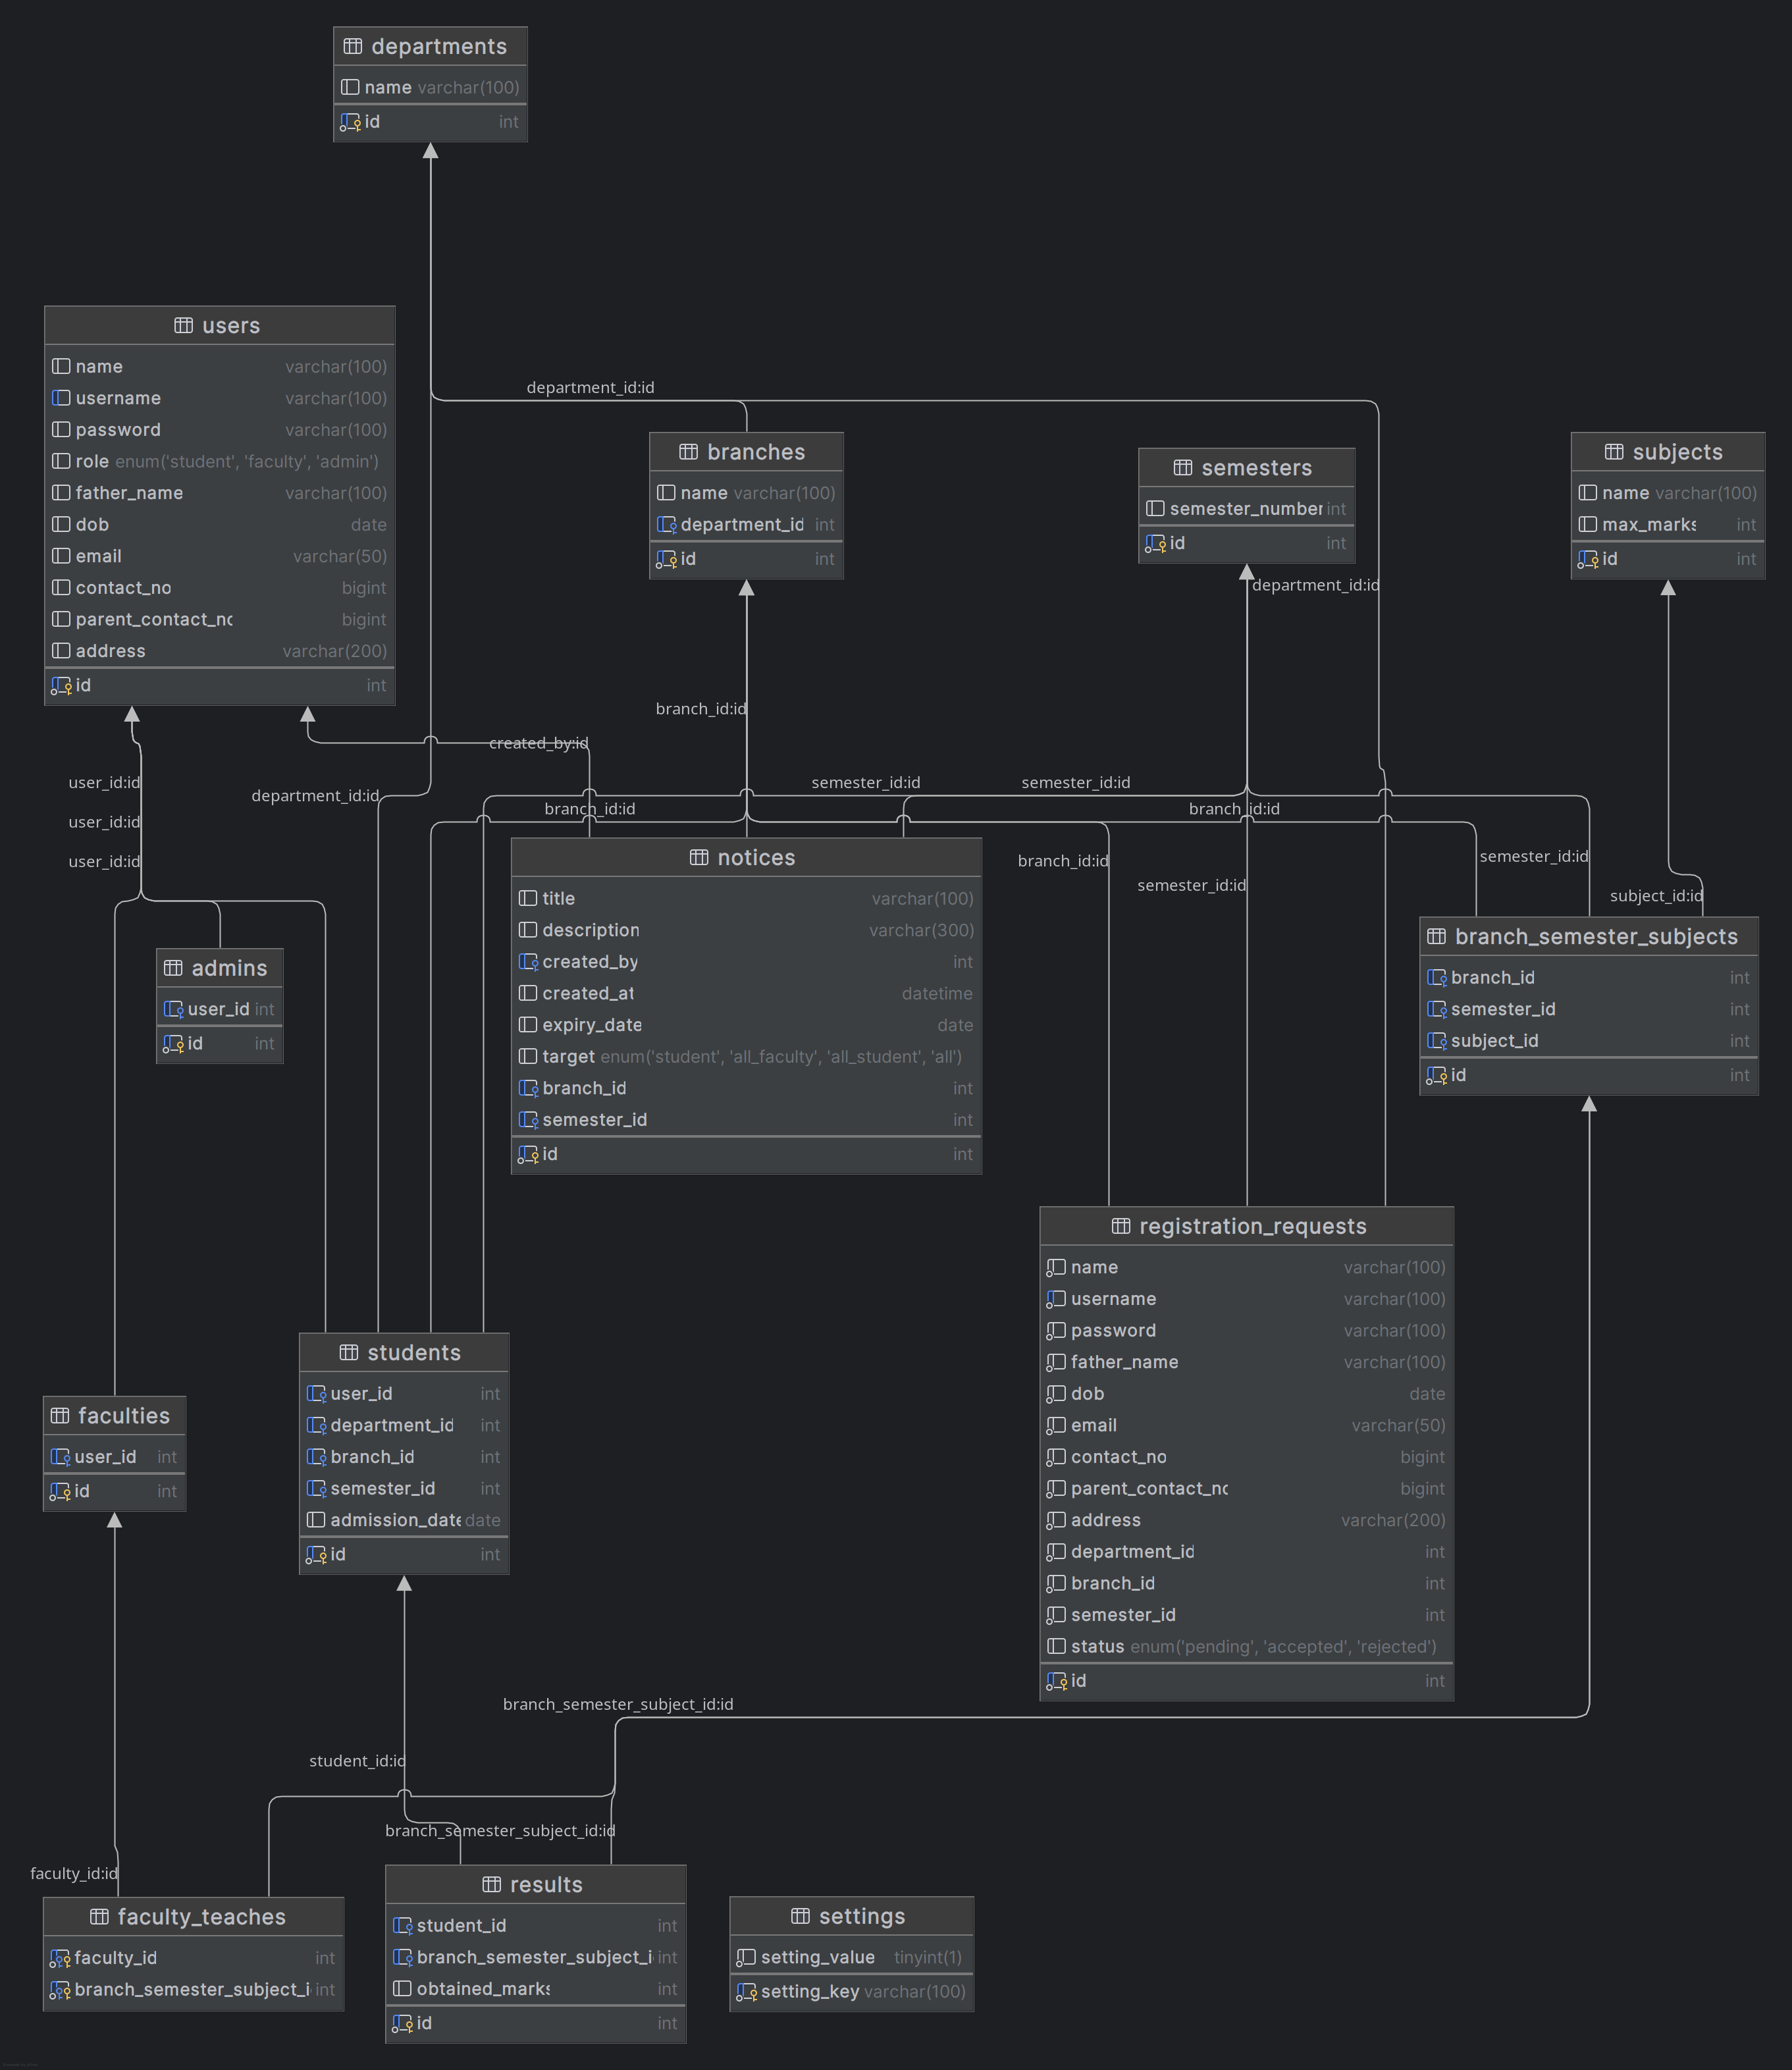 departments
name varchar(100)
id int
users
name varchar(100)
username varchar(100)
password varchar(100)
role enum('student', 'faculty', 'admin')
father_name varchar(100)
dob date
email varchar(50)
contact_no bigint
parent_contact_no bigint
address varchar(200)
id int
department_id:id
branches
name varchar(100)
department_id int
id int
semesters
semester_number int
id int
subjects
name varchar(100)
max_marks int
id int
department_id:id
branch_id:id
created_by:id
user_id:id
user_id:id
user_id:id
department_id:id
semester_id:id
semester_id:id
branch_id:id
branch_id:id
branch_id:id
semester_id:id
semester_id:id
subject_id:id
notices
title varchar(100)
description varchar(300)
created_by int
created_at datetime
expiry_date date
target enum('student', 'all_faculty', 'all_student', 'all')
branch_id int
semester_id int
id int
branch_semester_subjects
branch_id int
semester_id int
subject_id int
id int
admins
user_id int
id int
registration_requests
name varchar(100)
username varchar(100)
password varchar(100)
father_name varchar(100)
dob date
email varchar(50)
contact_no bigint
parent_contact_no bigint
address varchar(200)
department_id int
branch_id int
semester_id int
status enum('pending', 'accepted', 'rejected')
id int
students
user_id int
department_id int
branch_id int
semester_id int
admission_date date
id int
faculties
user_id int
id int
branch_semester_subject_id:id
student_id:id
branch_semester_subject_id:id
faculty_id:id
faculty_teaches
faculty_id int
branch_semester_subject_i int
results
student_id int
branch_semester_subject_i int
obtained_marks int
id int
settings
setting_value tinyint(1)
setting_key varchar(100)